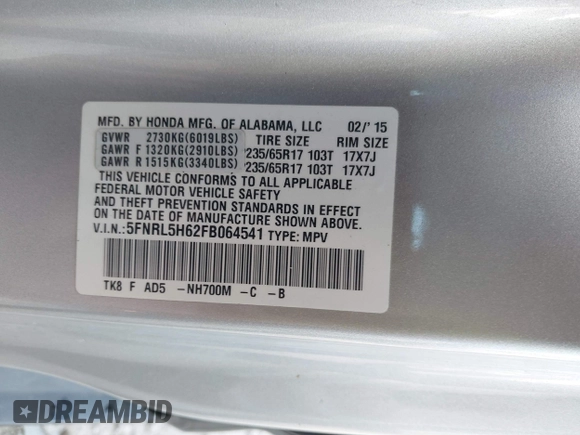 MFD. BY HONDA MFG. OF ALABAMA, LLC 02/'15
GVWR 2730KG(6019LBS) TIRE SIZE RIM SIZE
GAWR F 1320KG(2910LBS) 235/65R17 103T 17X7J
GAWR R 1515KG(3340LBS) 235/65R17 103T 17X7J
THIS VEHICLE CONFORMS TO ALL APPLICABLE
FEDERAL MOTOR VEHICLE SAFETY
AND THEFT PREVENTION STANDARDS IN EFFECT
ON THE DATE OF MANUFACTURE SHOWN ABOVE.
V.I.N.:5FNRL5H62FB064541 TYPE: MPV
TK8 F AD5 -NH700M -C -B
DREAMBID